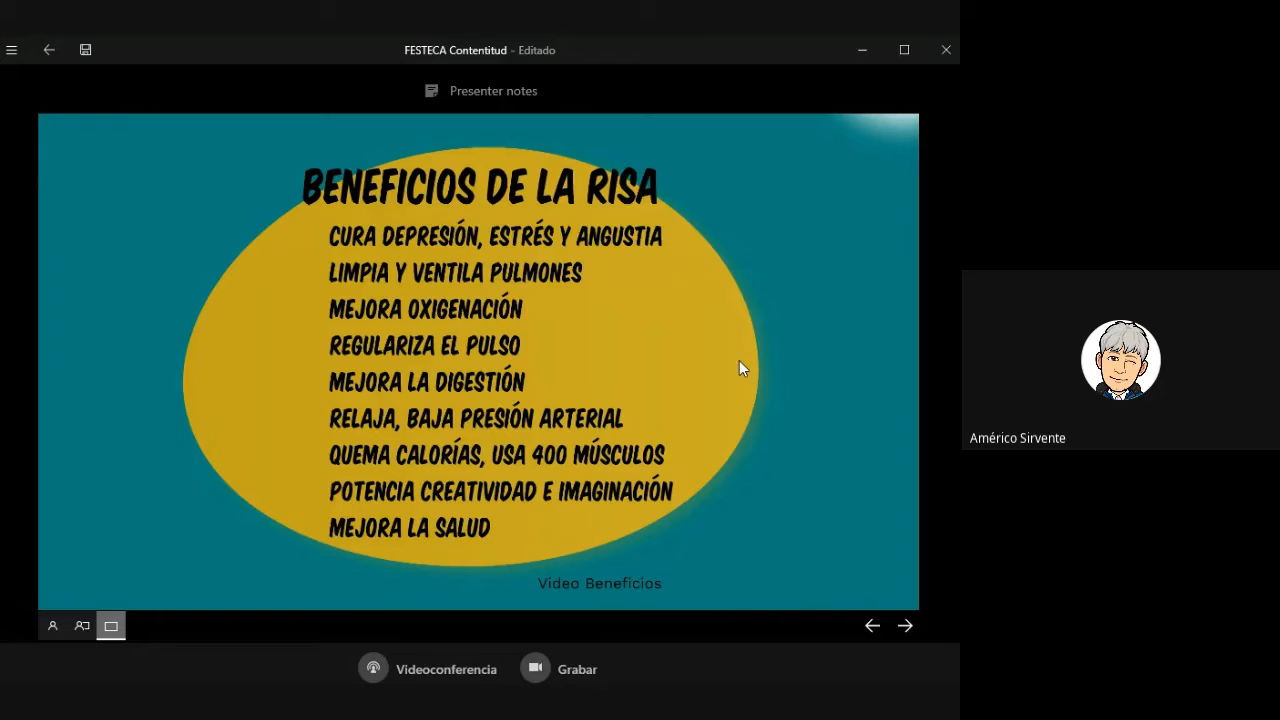 FESTECA Contentitud - Editado
Presenter notes
BENEFICIOS DE LA RISA
CURA DEPRESIÓN, ESTRÉS Y ANGUSTIA
LIMPIA Y VENTILA PULMONES
MEJORA OXIGENACIÓN
REGULARIZA EL PULSO
MEJORA LA DIGESTIÓN
RELAJA, BAJA PRESIÓN ARTERIAL
QUEMA CALORÍAS, USA 400 MÚSCULOS
POTENCIA CREATIVIDAD E IMAGINACIÓN
MEJORA LA SALUD
Video Beneficios
Videoconferencia
Grabar
Américo Sirvente